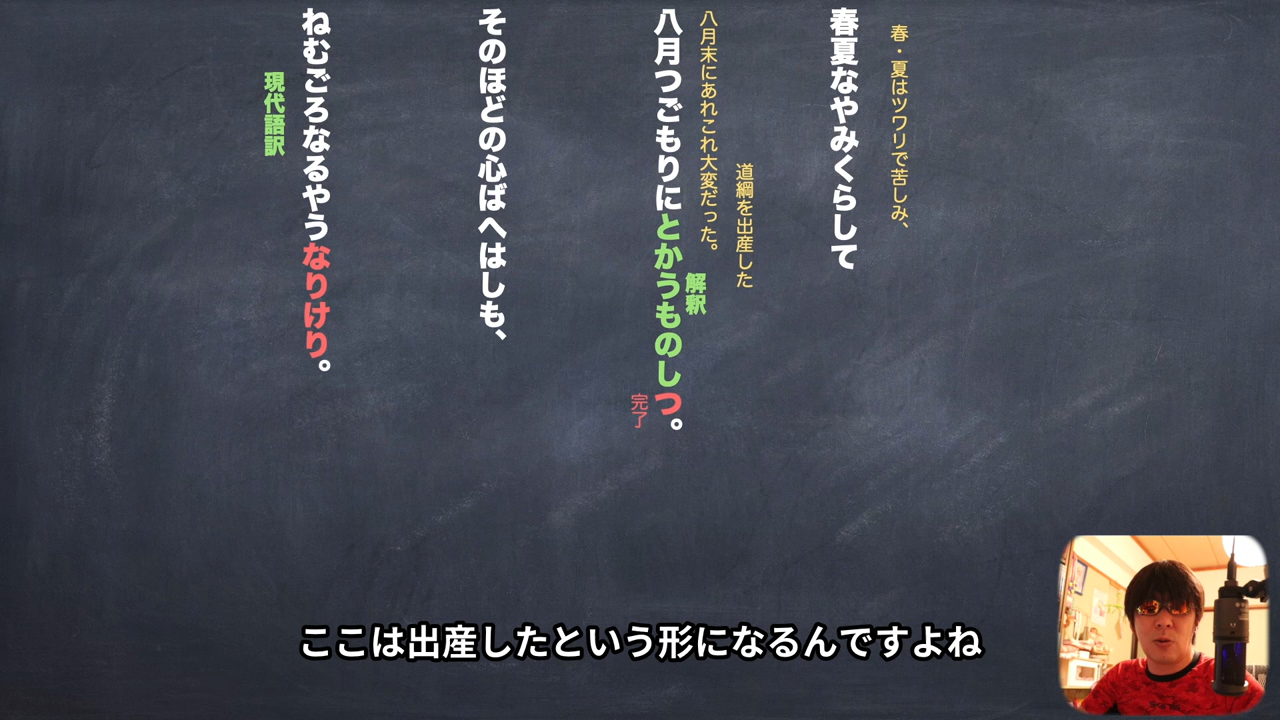 春・夏はツワリで苦しみ、
春夏なやみくらして
道綱を出産した
八月末にあれこれ大変だった。
解釈
八月つごもりにとかうものしつ。
完了
そのほどの心ばへはしも、
ねむごろなるやうなりけり。
現代語訳
ここは出産したという形になるんですよね